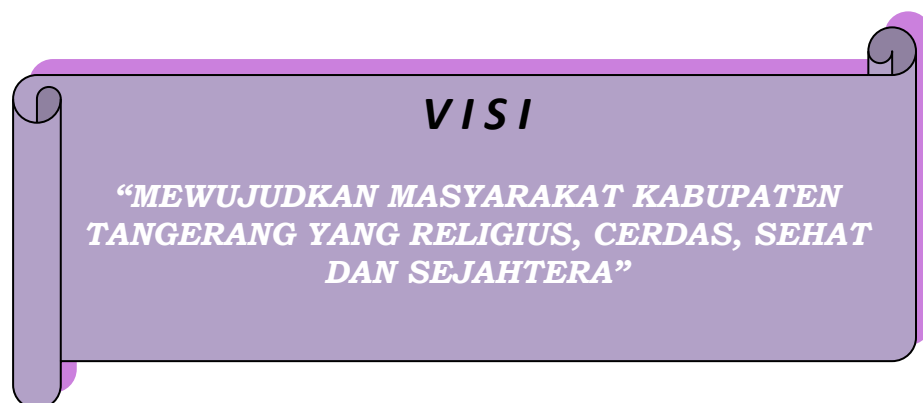 V I S I
“MEWUJUDKAN MASYARAKAT KABUPATEN
TANGERANG YANG RELIGIUS, CERDAS, SEHAT
DAN SEJAHTERA”